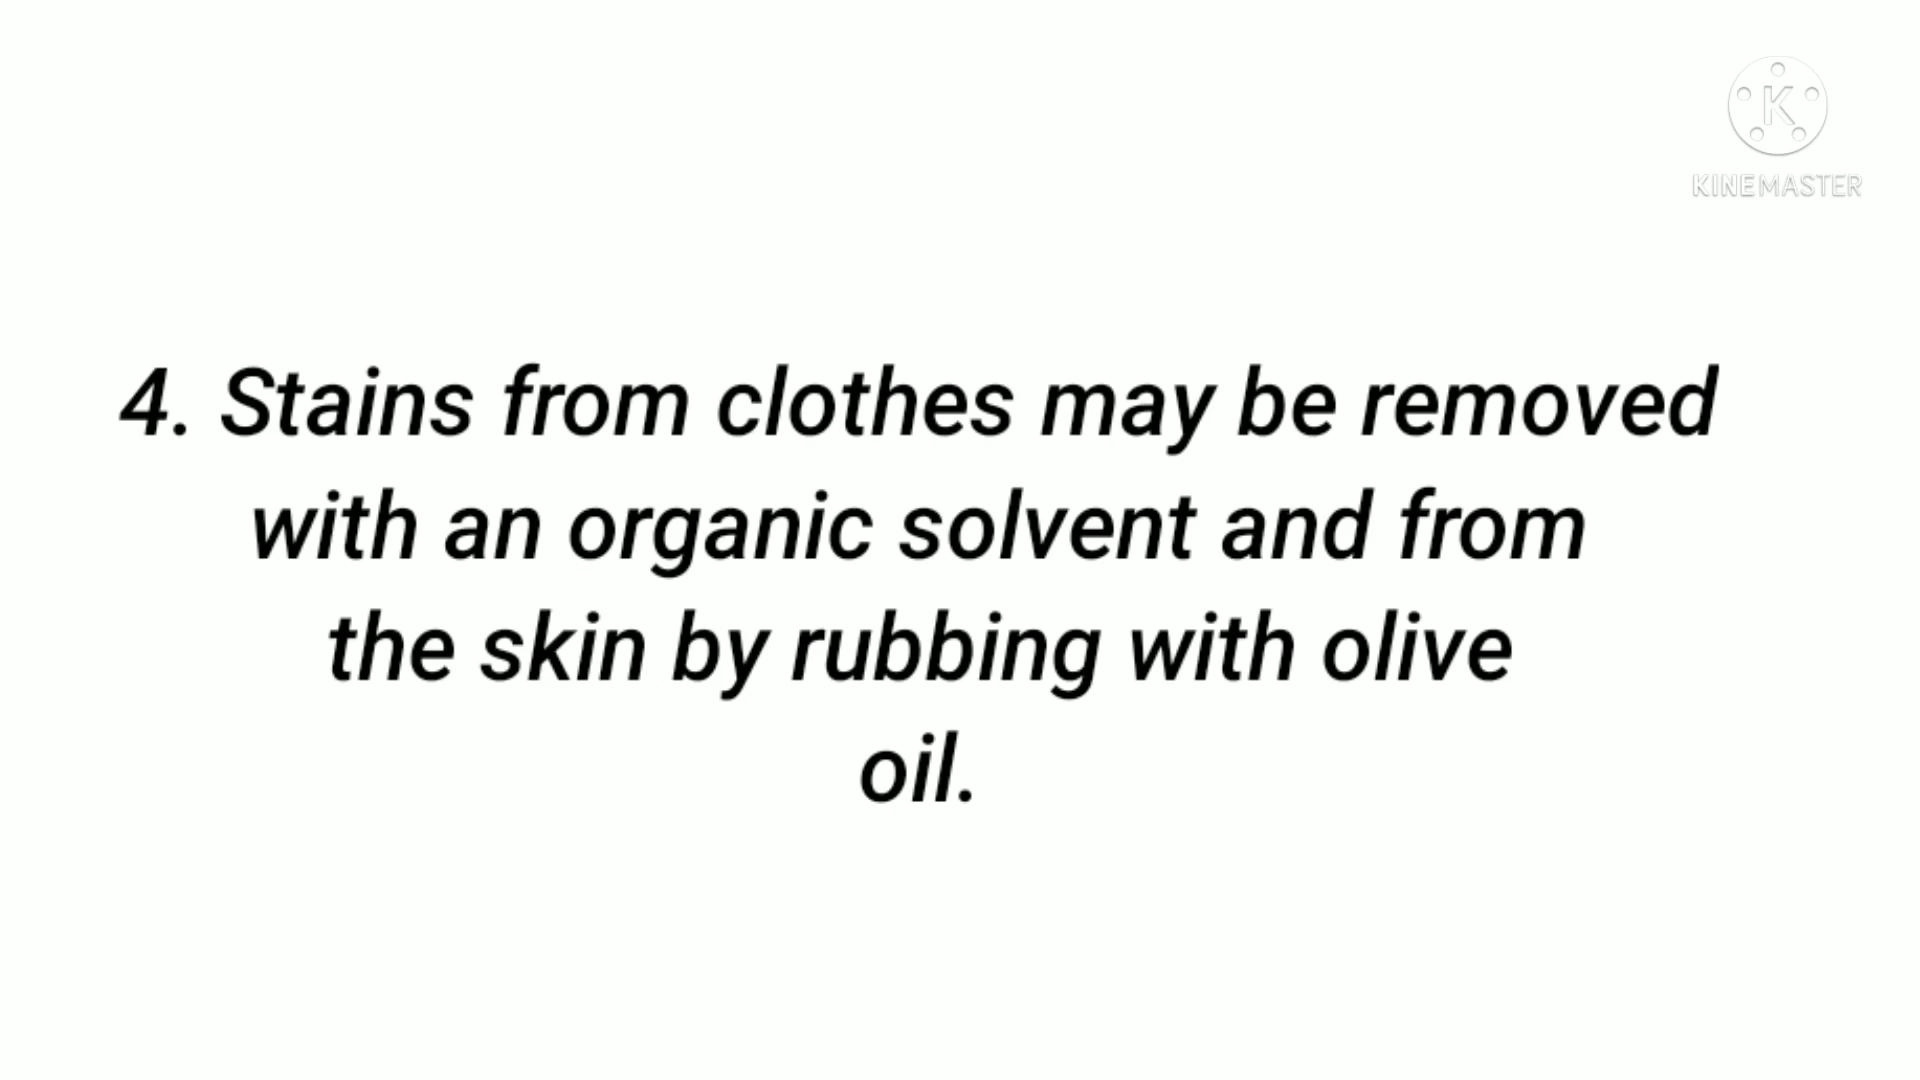 K
KINEMASTER
4. Stains from clothes may be removed
with an organic solvent and from
the skin by rubbing with olive
oil.